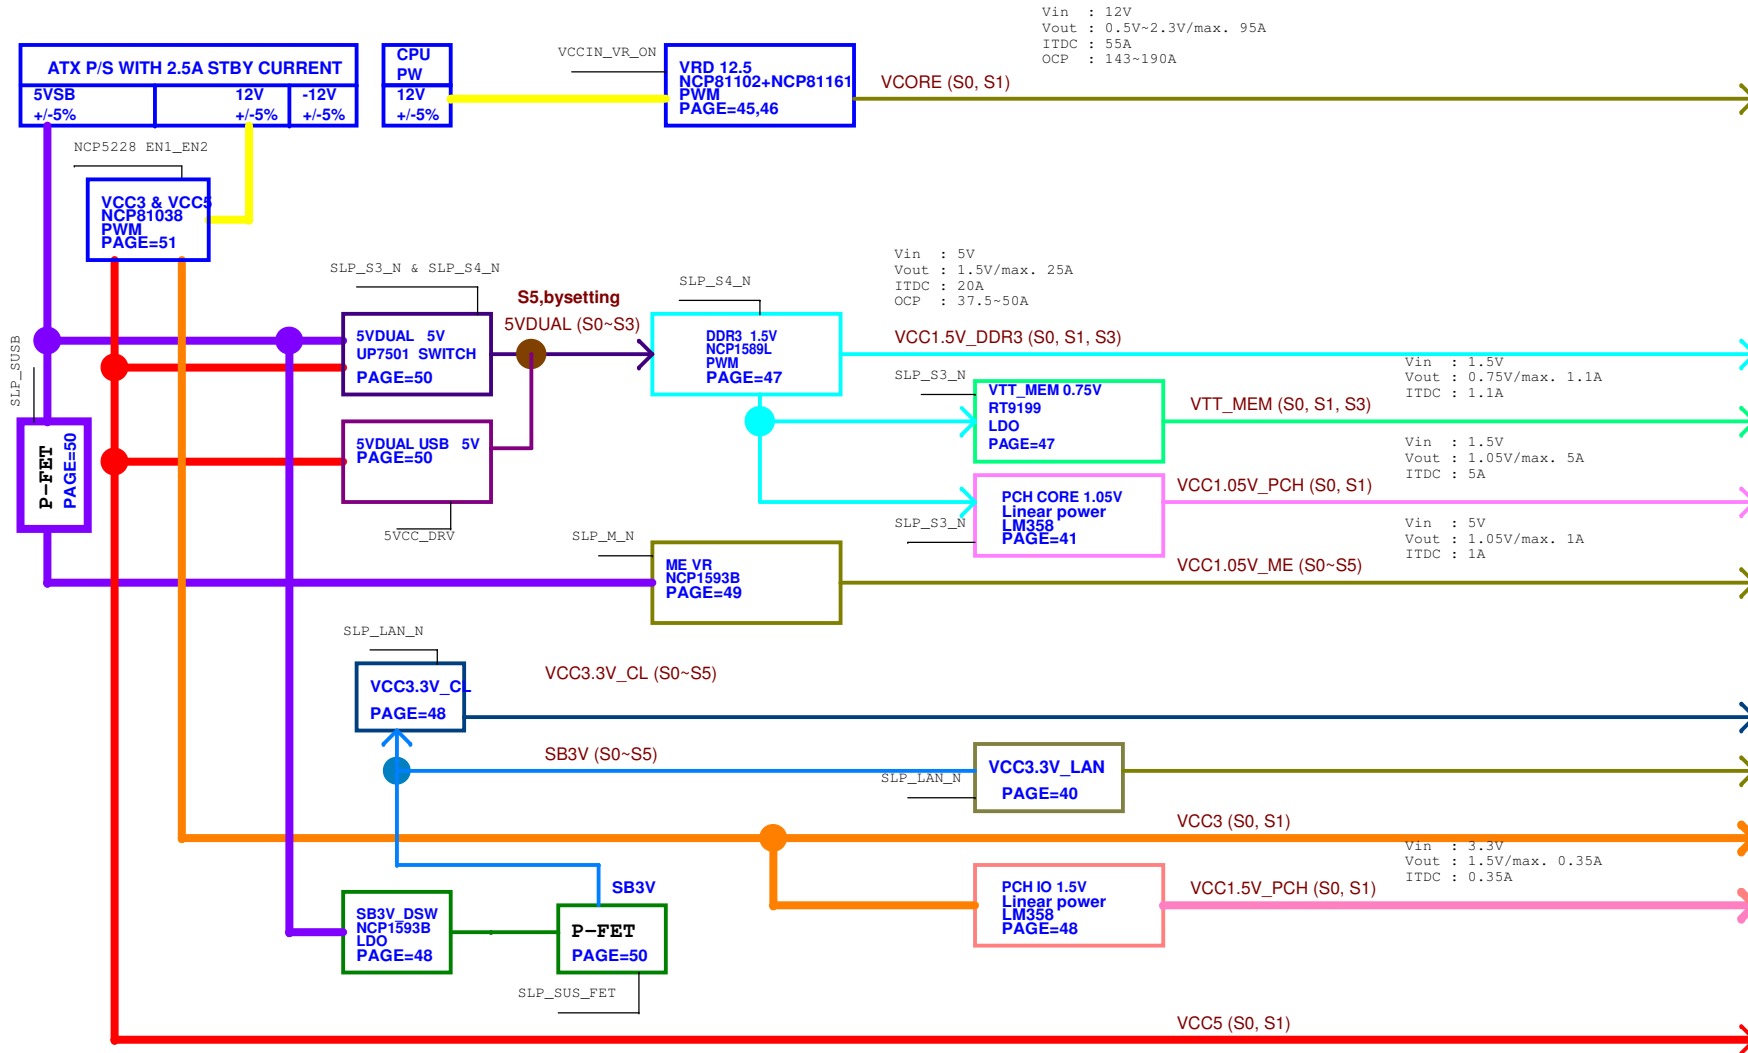 Vin  : 12V
Vout : 0.5V~2.3V/max. 95A
ITDC : 55A
OCP  : 143~190A
ATX P/S WITH 2.5A STBY CURRENT
5VSB
+/-5%
12V
+/-5%
-12V
+/-5%
CPU
PW
12V
+/-5%
VCCIN_VR_ON
VRD 12.5
NCP81102+NCP81161
PWM
PAGE=45,46
VCORE (S0, S1)
NCP5228 EN1_EN2
VCC3 & VCC5
NCP81038
PWM
PAGE=51
SLP_S3_N & SLP_S4_N
5VDUAL   5V
UP7501  SWITCH
PAGE=50
S5,bysetting
5VDUAL (S0~S3)
SLP_S4_N
DDR3  1.5V
NCP1589L
PWM
PAGE=47
Vin  : 5V
Vout : 1.5V/max. 25A
ITDC : 20A
OCP  : 37.5~50A
VCC1.5V_DDR3 (S0, S1, S3)
SLP_SUSB
P-FET
PAGE=50
5VDUAL USB   5V
PAGE=50
5VCC_DRV
SLP_S3_N
VTT_MEM 0.75V
RT9199
LDO
PAGE=47
Vin  : 1.5V
Vout : 0.75V/max. 1.1A
ITDC : 1.1A
VTT_MEM (S0, S1, S3)
SLP_S3_N
PCH CORE 1.05V
Linear power
LM358
PAGE=41
Vin  : 1.5V
Vout : 1.05V/max. 5A
ITDC : 5A
VCC1.05V_PCH (S0, S1)
SLP_M_N
ME VR
NCP1593B
PAGE=49
Vin  : 5V
Vout : 1.05V/max. 1A
ITDC : 1A
VCC1.05V_ME (S0~S5)
SLP_LAN_N
VCC3.3V_CL
PAGE=48
VCC3.3V_CL (S0~S5)
SB3V (S0~S5)
SLP_LAN_N
VCC3.3V_LAN
PAGE=40
VCC3 (S0, S1)
PCH IO 1.5V
Linear power
LM358
PAGE=48
Vin  : 3.3V
Vout : 1.5V/max. 0.35A
ITDC : 0.35A
VCC1.5V_PCH (S0, S1)
SB3V_DSW
NCP1593B
LDO
PAGE=48
SB3V
P-FET
PAGE=50
SLP_SUS_FET
VCC5 (S0, S1)